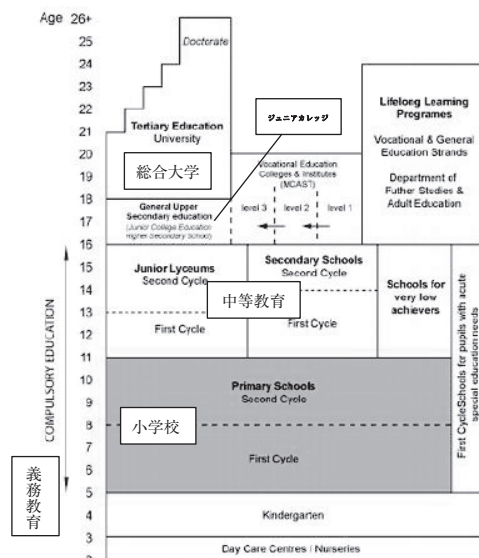 Age 26+
25
24
23
22
21
20
19
18
17
16
15
14
13
12
11
10
9
8
7
6
5
4
3
Doctorate
Tertiary Education
University
総合大学
ジュニアカレッジ
General Upper
Secondary education
(Junior College Education
Higher Secondary School)
Vocational Education
Colleges & Institutes
(MCAST)
level 3
level 2
level 1
Lifelong Learning
Programes
Vocational & General
Education Strands
Department of
Futher Studies &
Adult Education
COMPULSORY EDUCATION
義務教育
Junior Lyceums
Second Cycle
First Cycle
中等教育
Secondary Schools
Second Cycle
First Cycle
Schools for
very low
achievers
First CycleSchools for pupils with acute
special education needs
Primary Schools
Second Cycle
小学校
First Cycle
Kindergarten
Day Care Centres / Nurseries